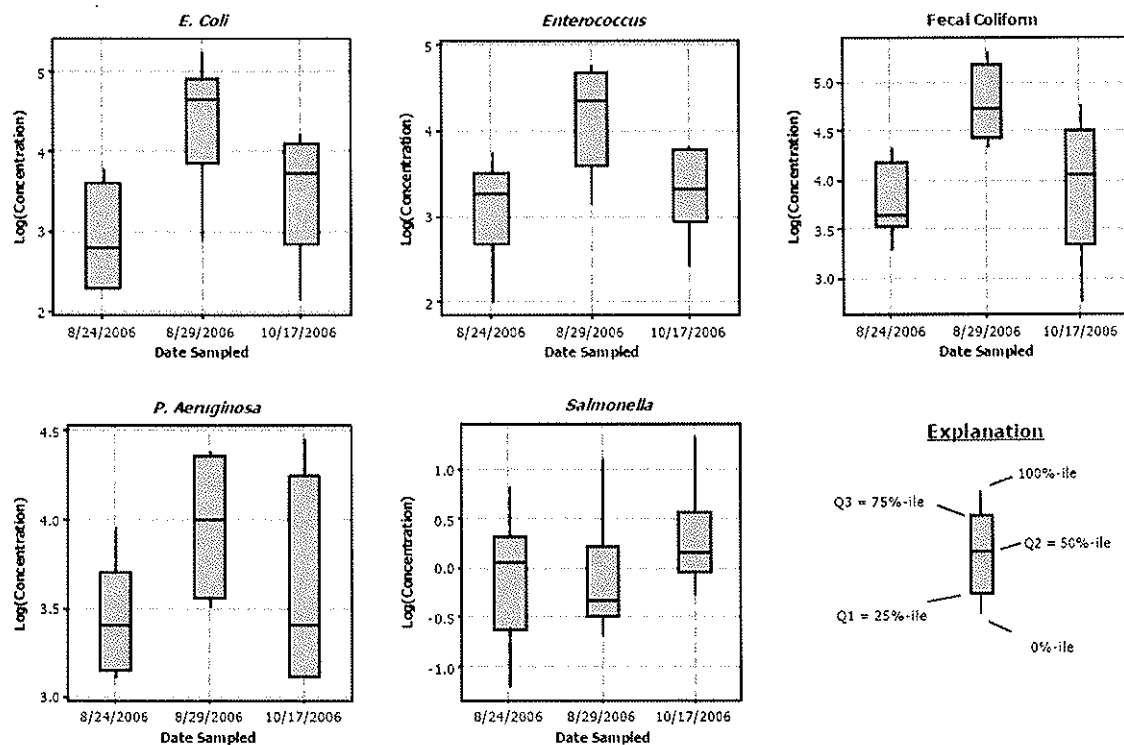 E. Coli
Log(Concentration)
5
4
3
2
8/24/2006 8/29/2006 10/17/2006
Date Sampled
Enterococcus
Log(Concentration)
5
4
3
2
8/24/2006 8/29/2006 10/17/2006
Date Sampled
Fecal Coliform
Log(Concentration)
5.0
4.5
4.0
3.5
3.0
8/24/2006 8/29/2006 10/17/2006
Date Sampled
P. Aeruginosa
Log(Concentration)
4.5
4.0
3.5
3.0
8/24/2006 8/29/2006 10/17/2006
Date Sampled
Salmonella
Log(Concentration)
1.0
0.5
0.0
-0.5
-1.0
8/24/2006 8/29/2006 10/17/2006
Date Sampled
Explanation
100%-ile
Q3 = 75%-ile
Q2 = 50%-ile
Q1 = 25%-ile
0%-ile